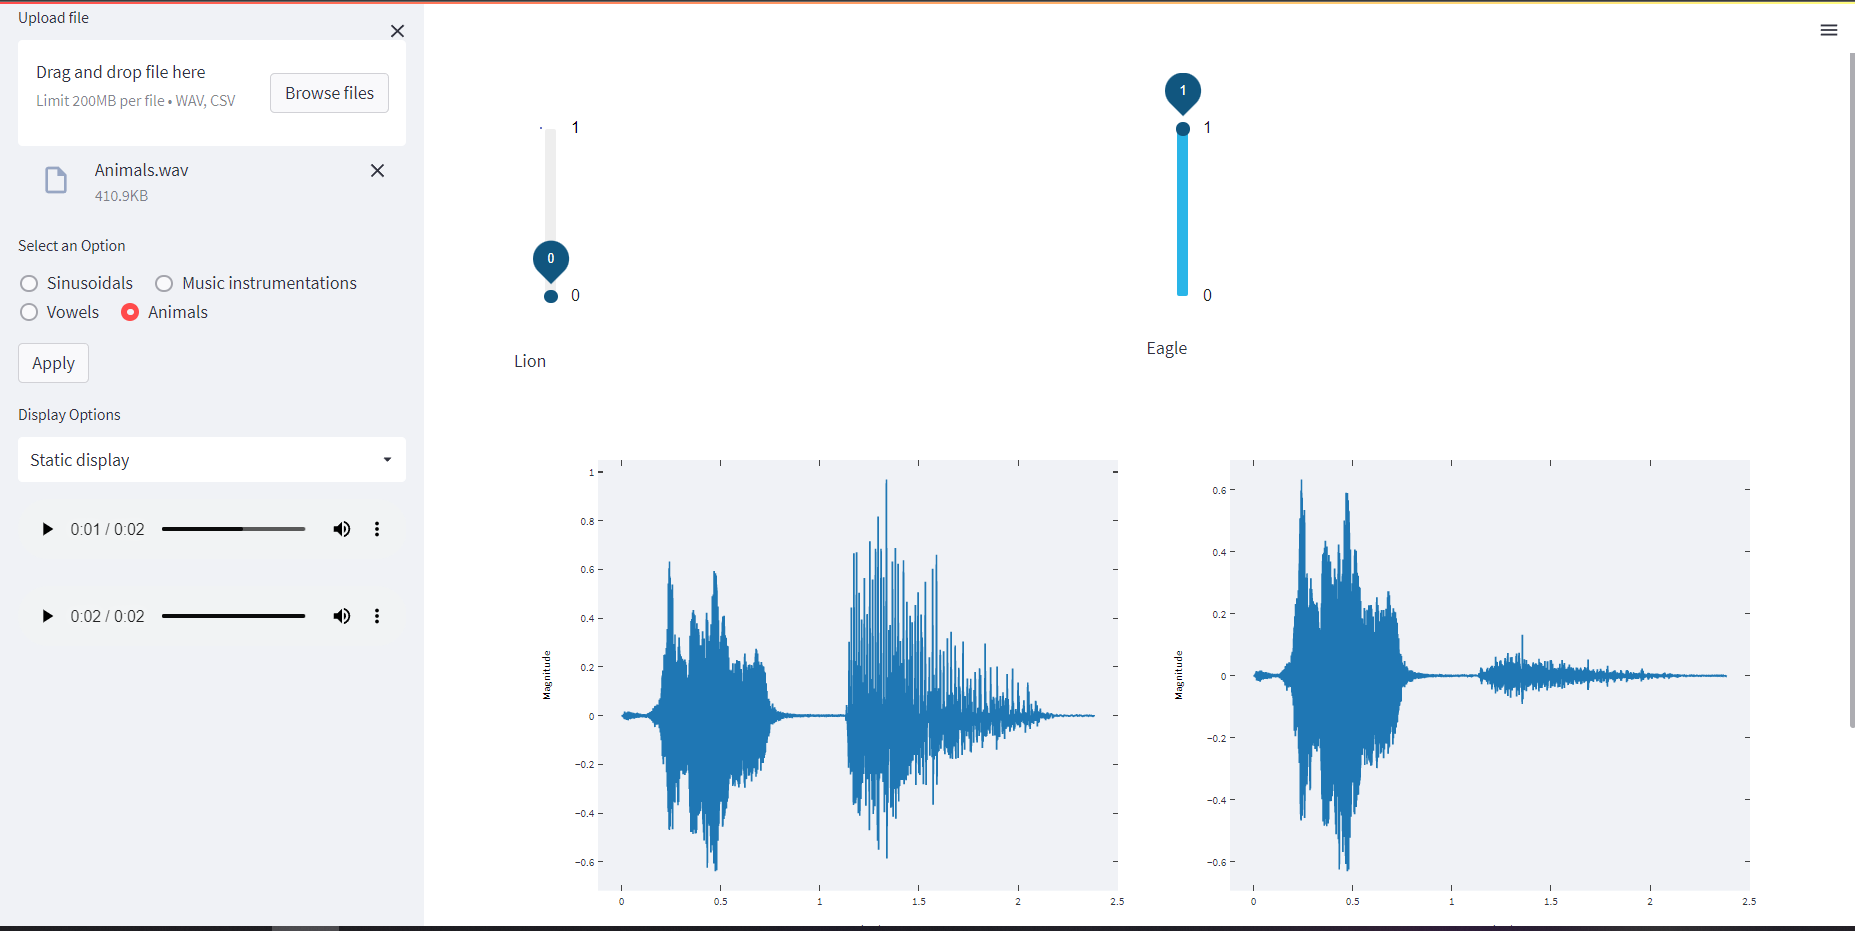 Upload file
Drag and drop file here
Limit 200MB per file • WAV, CSV
Browse files
Animals.wav
410.9KB
Select an Option
Sinusoidals
Music instrumentations
Vowels
Animals
Apply
Display Options
Static display
0:01 / 0:02
0:02 / 0:02
1
0
0
Lion
1
1
0
Eagle
Magnitude
1
0.8
0.6
0.4
0.2
0
−0.2
−0.4
−0.6
0 0.5 1 1.5 2 2.5
Magnitude
0.6
0.4
0.2
0
−0.2
−0.4
−0.6
0 0.5 1 1.5 2 2.5